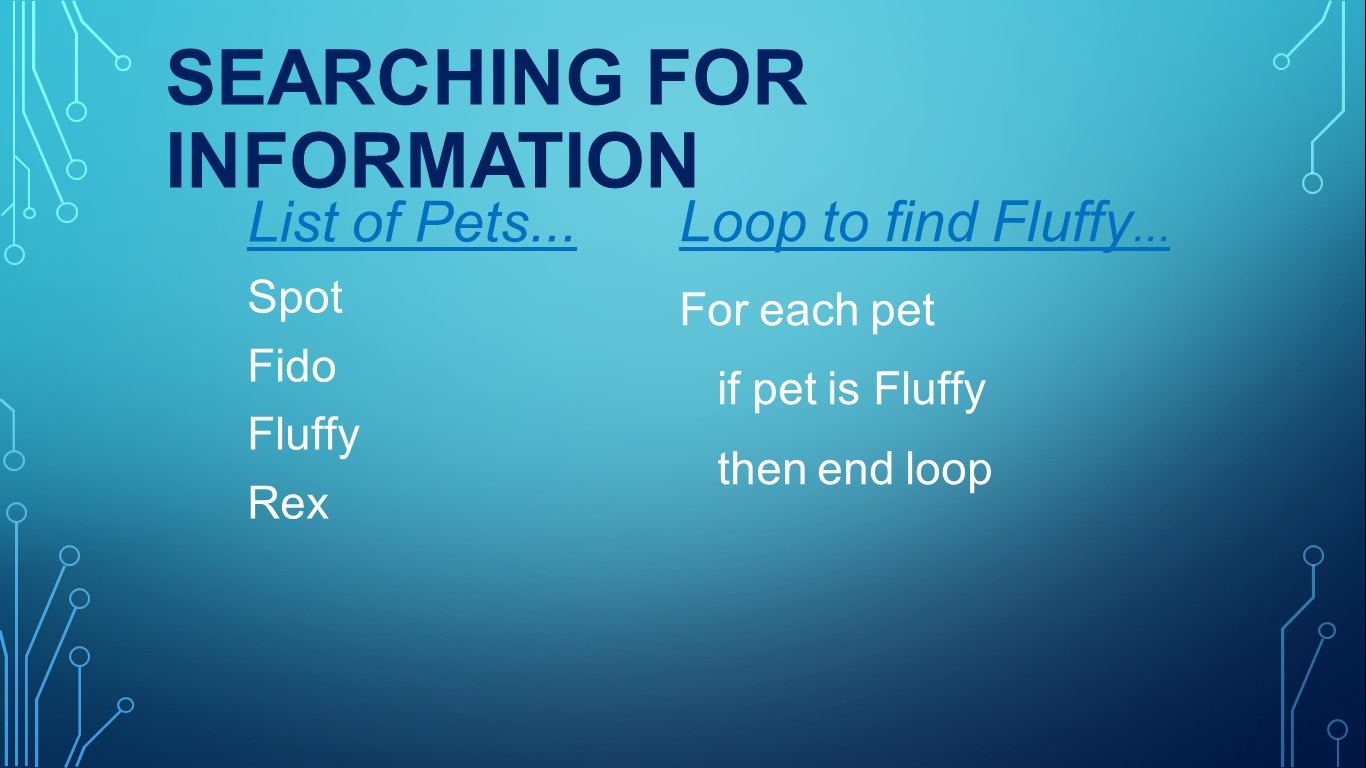 SEARCHING FOR
INFORMATION
List of Pets...
Spot
Fido
Fluffy
Rex
Loop to find Fluffy...
For each pet
if pet is Fluffy
then end loop